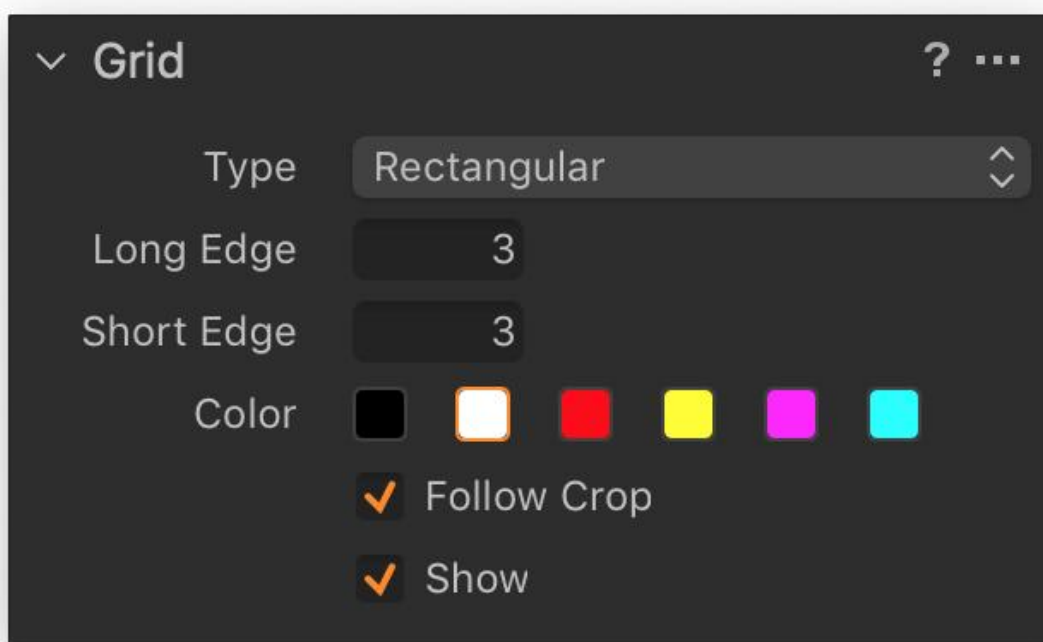 Grid ? ...
Type Rectangular
Long Edge 3
Short Edge 3
Color
Follow Crop
Show